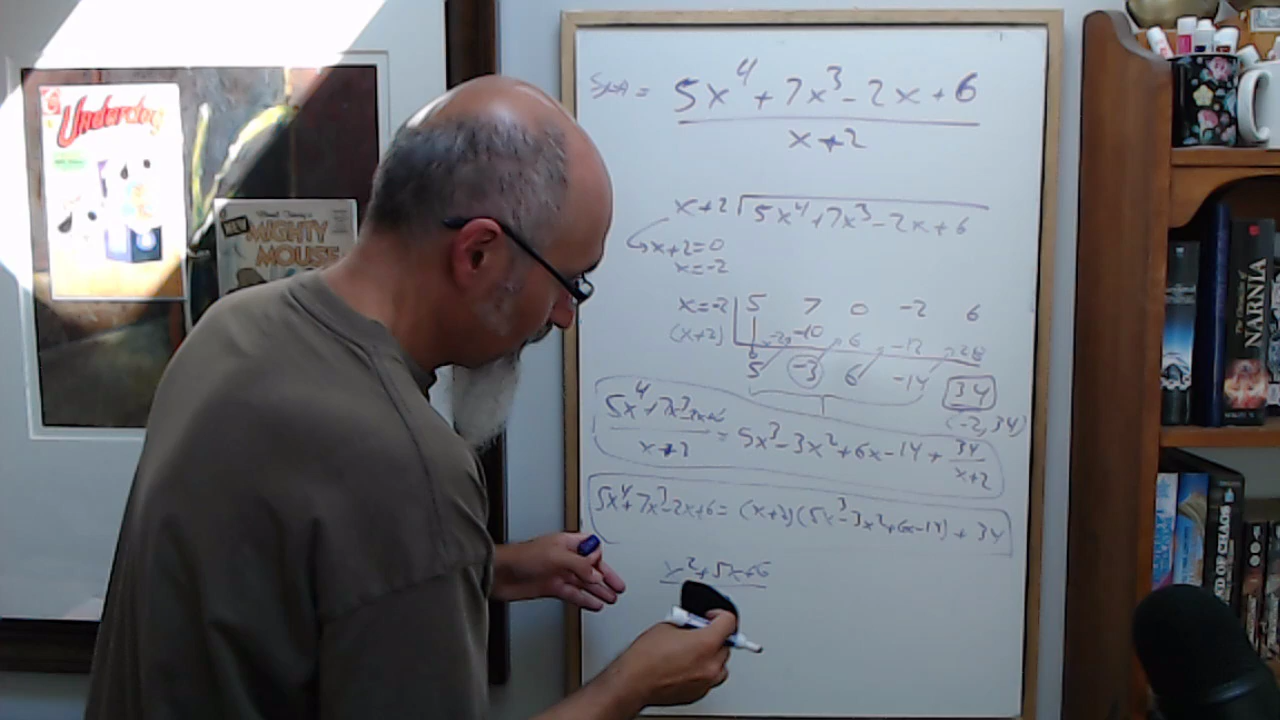 Underdog
NEW
MIGHTY
MOUSE
= 5x⁴ + 7x³ - 2x + 6
x + 2
x+2 5x⁴+7x³-2x+6
x+2=0
x=-2
x=-2 5 7 0 -2 6
(x+2) -10 6 -12 28
5 -3 6 -14 34
(-2, 34)
5x⁴+7x³-2x+6
x+2
= 5x³-3x²+6x-14 + 34
x+2
5x⁴+7x³-2x+6= (x+2)(5x³-3x²+6x-14) + 34
x²+5x+6
NARNIA
OF CHAOS